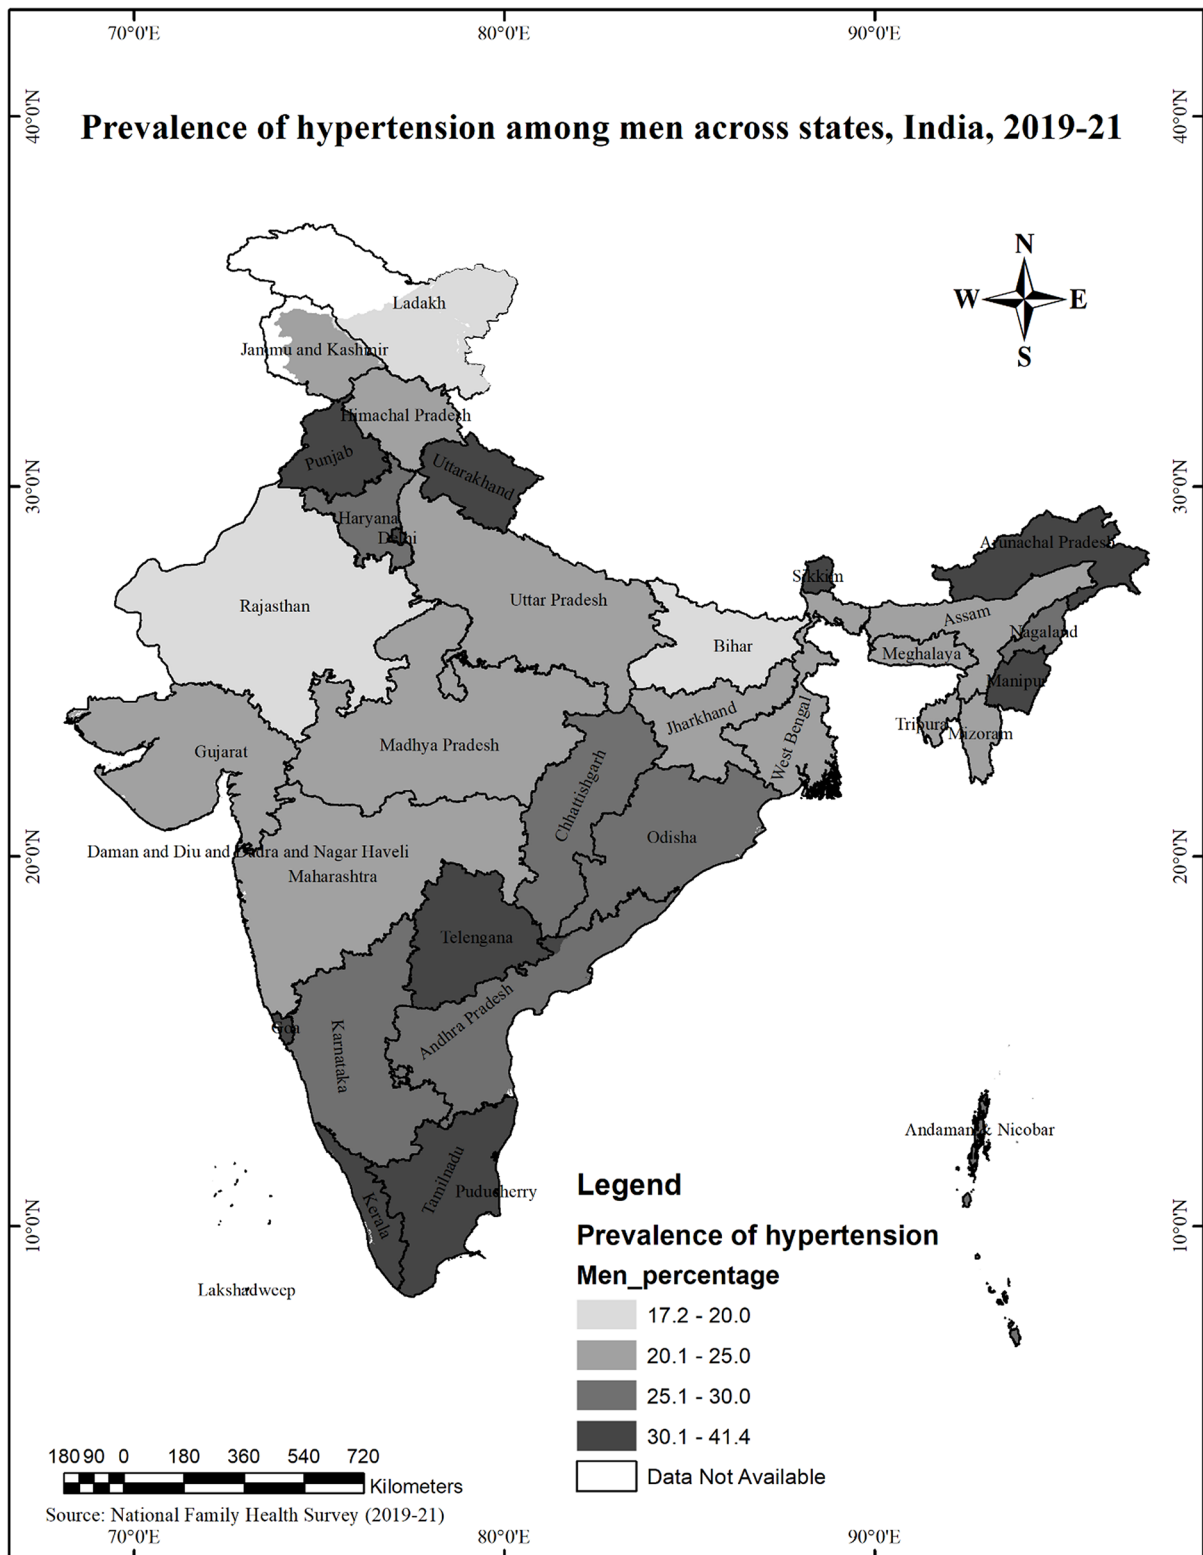 70°0'E 80°0'E 90°0'E
40°0'N 40°0'N
Prevalence of hypertension among men across states, India, 2019-21
N
W E
S
Ladakh
Jammu and Kashmir
Himachal Pradesh
Punjab
Uttarakhand
30°0'N 30°0'N
Haryana
Delhi
Arunachal Pradesh
Sikkim
Rajasthan
Uttar Pradesh
Assam
Nagaland
Bihar
Meghalaya
Manipur
Jharkhand
Tripura
Mizoram
West Bengal
Gujarat
Madhya Pradesh
Chhattishgarh
Odisha
20°0'N 20°0'N
Daman and Diu and Dadra and Nagar Haveli
Maharashtra
Telengana
Andhra Pradesh
Goa
Karnataka
Andaman & Nicobar
Tamilnadu
Puducherry
Kerala
10°0'N 10°0'N
Lakshadweep
Legend
Prevalence of hypertension
Men_percentage
17.2 - 20.0
20.1 - 25.0
25.1 - 30.0
30.1 - 41.4
Data Not Available
180 90 0 180 360 540 720
Kilometers
Source: National Family Health Survey (2019-21)
70°0'E 80°0'E 90°0'E